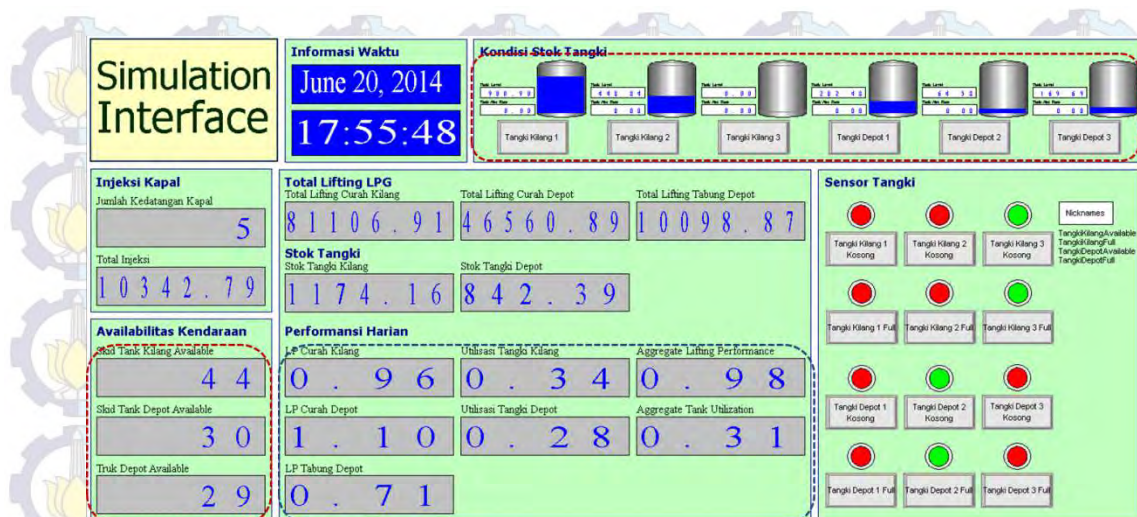 Simulation
Interface
Informasi Waktu
June 20, 2014
17:55:48
Kondisi Stok Tangki
Tangki Kilang 1
Tangki Kilang 2
Tangki Kilang 3
Tangki Depot 1
Tangki Depot 2
Tangki Depot 3
Injeksi Kapal
Jumlah Kedatangan Kapal
5
Total Injeksi
10342.79
Total Lifting LPG
Total Lifting Curah Kilang
81106.91
Total Lifting Curah Depot
46560.89
Total Lifting Tabung Depot
10098.87
Stok Tangki
Stok Tangki Kilang
1174.16
Stok Tangki Depot
842.39
Availabilitas Kendaraan
Skid Tank Kilang Available
44
Skid Tank Depot Available
30
Truk Depot Available
29
Performansi Harian
LP Curah Kilang
0.96
Utilisasi Tangki Kilang
0.34
Aggregate Lifting Performance
0.98
LP Curah Depot
1.10
Utilisasi Tangki Depot
0.28
Aggregate Tank Utilization
0.31
LP Tabung Depot
0.71
Sensor Tangki
Nicknames
TangkiKilangAvailable
TangkiKilangFull
TangkiDepotAvailable
TangkiDepotFull
Tangki Kilang 1
Kosong
Tangki Kilang 2
Kosong
Tangki Kilang 3
Kosong
Tangki Kilang 1 Full
Tangki Kilang 2 Full
Tangki Kilang 3 Full
Tangki Depot 1
Kosong
Tangki Depot 2
Kosong
Tangki Depot 3
Kosong
Tangki Depot 1 Full
Tangki Depot 2 Full
Tangki Depot 3 Full